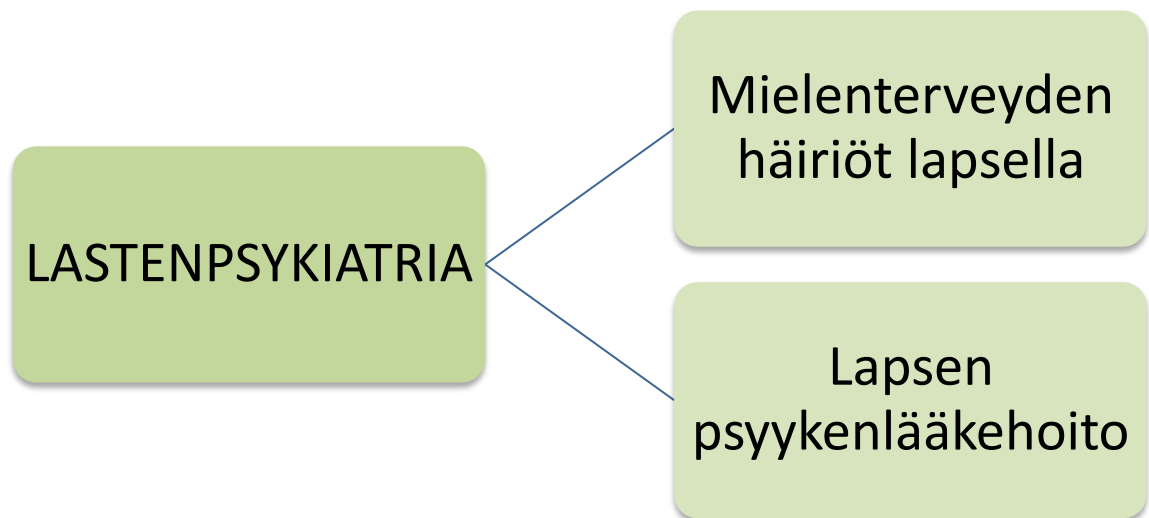 LASTENPSYKIATRIA
Mielenterveyden
häiriöt lapsella
Lapsen
psyykenlääkehoito